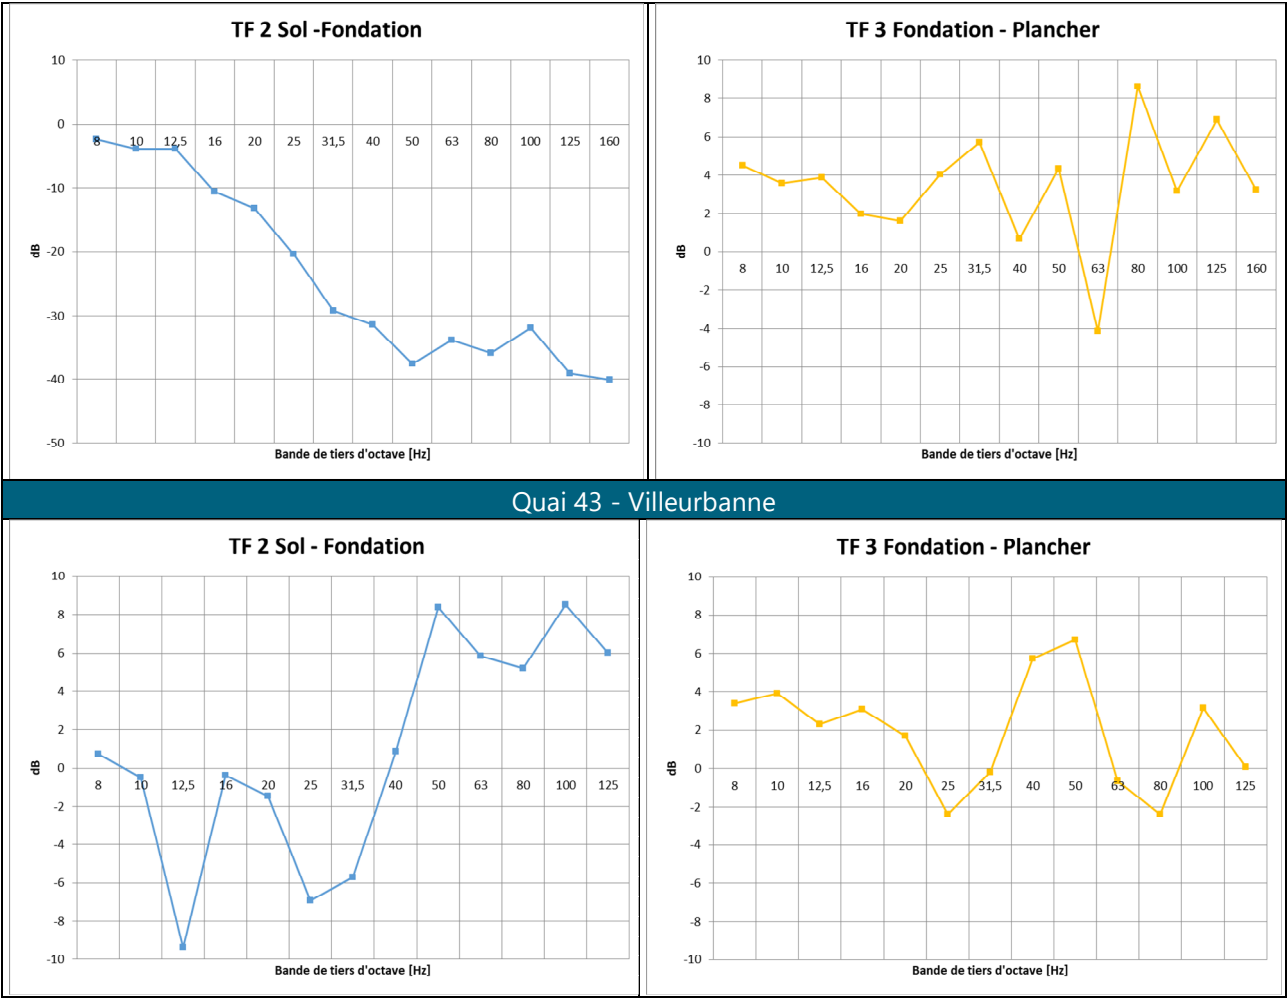 TF 2 Sol -Fondation
10
0
-10
-20
-30
-40
-50
dB
8 10 12,5 16 20 25 31,5 40 50 63 80 100 125 160
Bande de tiers d'octave [Hz]
TF 3 Fondation - Plancher
10
8
6
4
2
0
-2
-4
-6
-8
-10
dB
8 10 12,5 16 20 25 31,5 40 50 63 80 100 125 160
Bande de tiers d'octave [Hz]
Quai 43 - Villeurbanne
TF 2 Sol - Fondation
10
8
6
4
2
0
-2
-4
-6
-8
-10
dB
8 10 12,5 16 20 25 31,5 40 50 63 80 100 125
Bande de tiers d'octave [Hz]
TF 3 Fondation - Plancher
10
8
6
4
2
0
-2
-4
-6
-8
-10
dB
8 10 12,5 16 20 25 31,5 40 50 63 80 100 125
Bande de tiers d'octave [Hz]